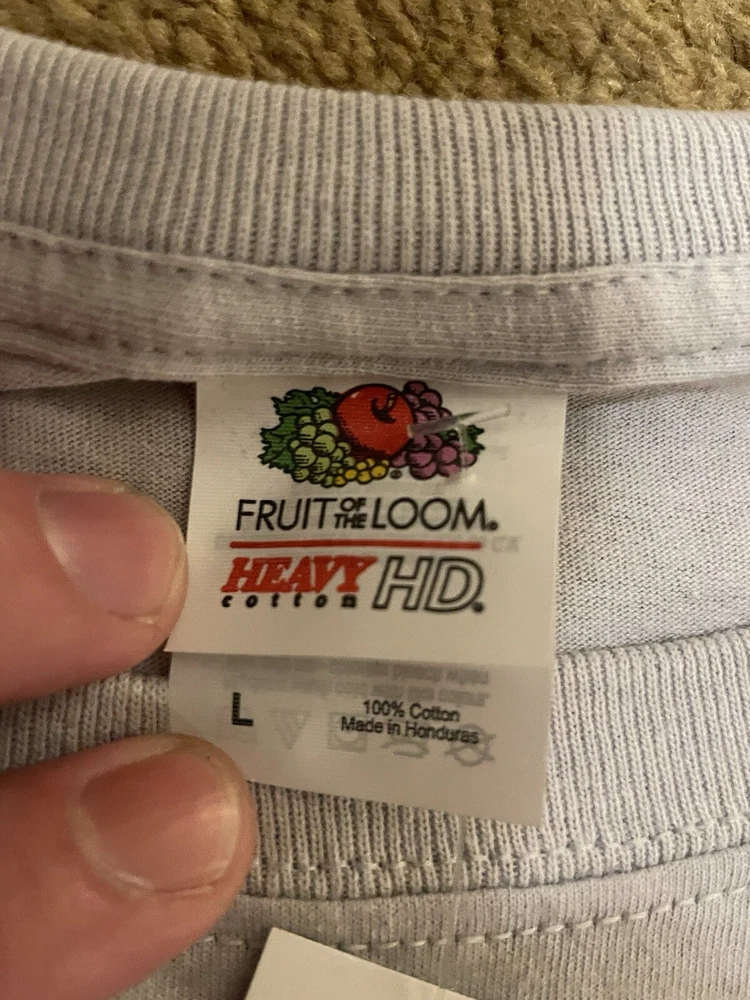 FRUIT OF THE LOOM®
HEAVY cotton HD®
L
100% Cotton
Made in Honduras